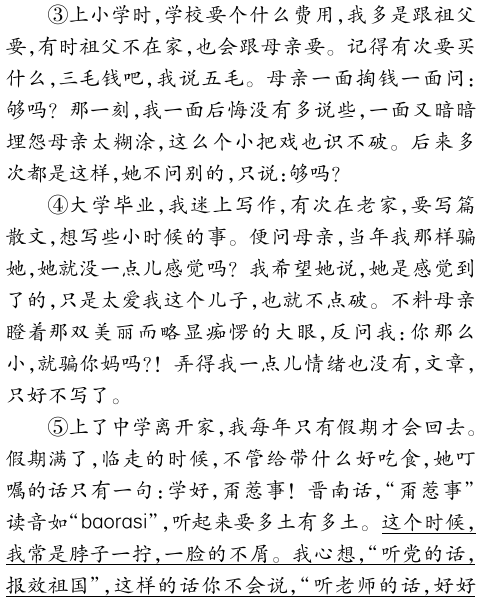 ③上小学时,学校要个什么费用,我多是跟祖父
要,有时祖父不在家,也会跟母亲要。记得有次要买
什么,三毛钱吧,我说五毛。母亲一面掏钱一面问:
够吗？那一刻,我一面后悔没有多说些,一面又暗暗
埋怨母亲太糊涂,这么个小把戏也识不破。后来多
次都是这样,她不问别的,只说:够吗？
④大学毕业,我迷上写作,有次在老家,要写篇
散文,想写些小时候的事。便问母亲,当年我那样骗
她,她就没一点儿感觉吗？我希望她说,她是感觉到
了的,只是太爱我这个儿子,也就不点破。不料母亲
瞪着那双美丽而略显痴愣的大眼,反问我:你那么
小,就骗你妈吗?！弄得我一点儿情绪也没有,文章,
只好不写了。
⑤上了中学离开家,我每年只有假期才会回去。
假期满了,临走的时候,不管给带什么好吃食,她叮
嘱的话只有一句:学好,甭惹事！晋南话,“甭惹事”
读音如“baorasi”,听起来要多土有多土。这个时候,
我常是脖子一拧,一脸的不屑。我心想,“听党的话,
报效祖国”,这样的话你不会说,“听老师的话,好好